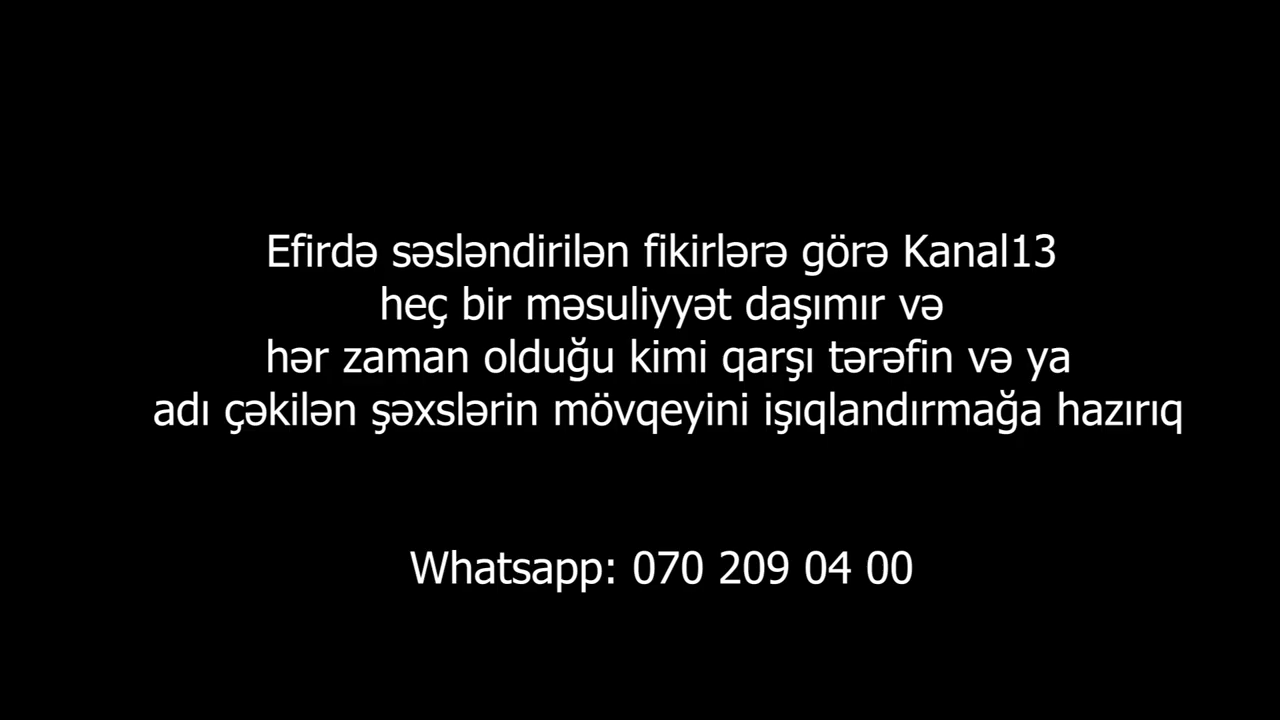 Efirdə səsləndirilən fikirlərə görə Kanal13
heç bir məsuliyyət daşımır və
hər zaman olduğu kimi qarşı tərəfin və ya
adı çəkilən şəxslərin mövqeyini işıqlandırmağa hazırıq
Whatsapp: 070 209 04 00